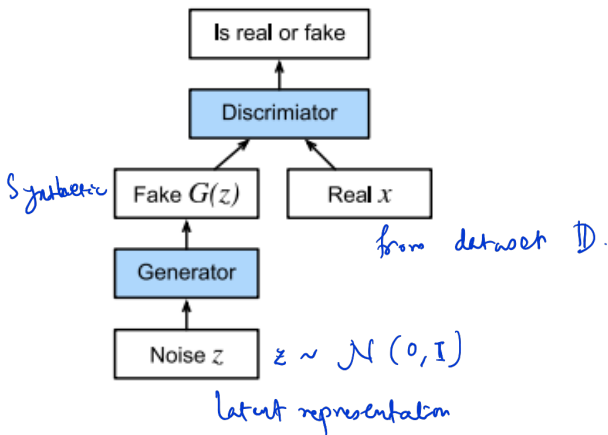 Is real or fake
Discrimiator
Synthetic
Fake G(z)
Real x
from dataset 𝔻.
Generator
Noise z
z ~ 𝒩(0, I)
latent representation